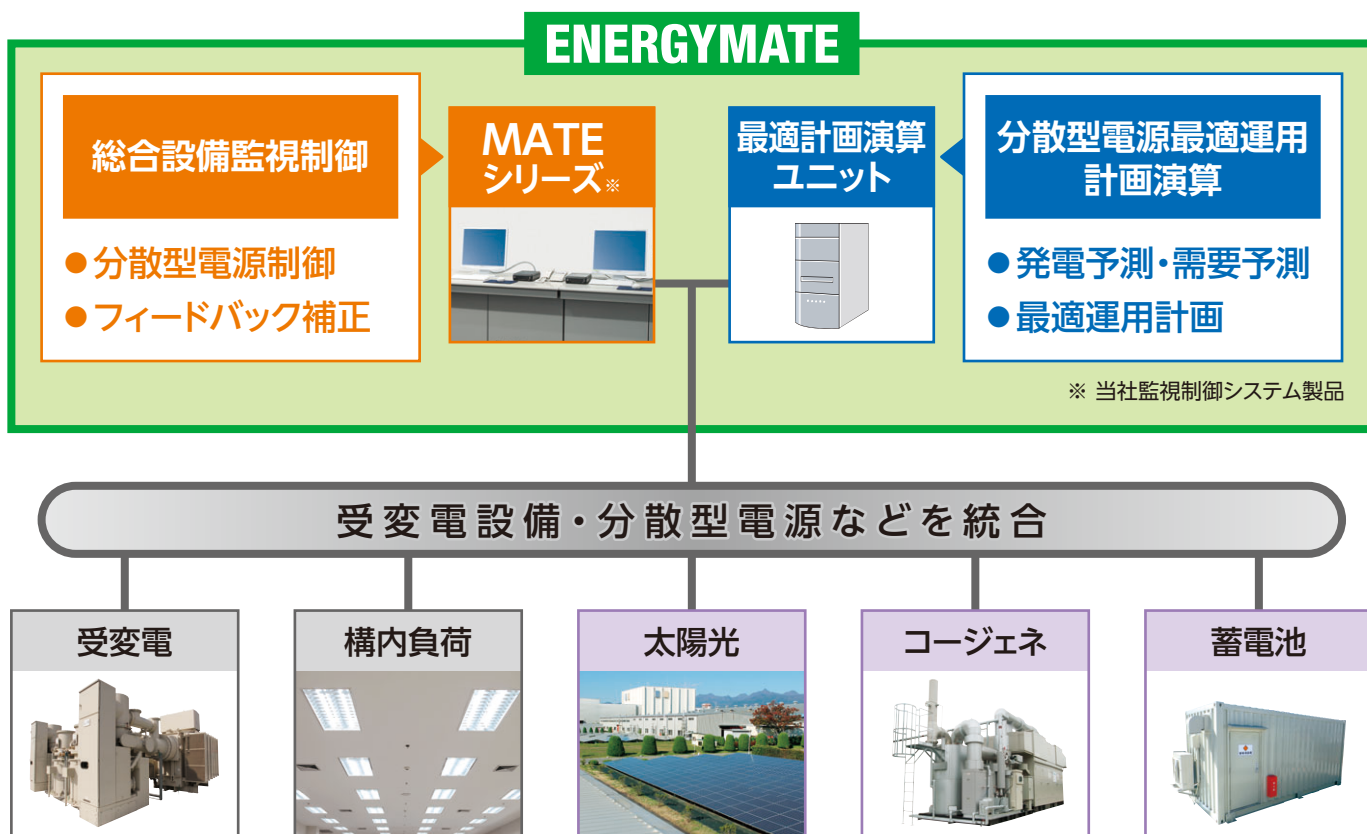 ENERGYMATE
総合設備監視制御
●分散型電源制御
●フィードバック補正
MATE
シリーズ※
最適計画演算
ユニット
分散型電源最適運用
計画演算
●発電予測・需要予測
●最適運用計画
※ 当社監視制御システム製品
受変電設備・分散型電源などを統合
受変電
構内負荷
太陽光
コージェネ
蓄電池